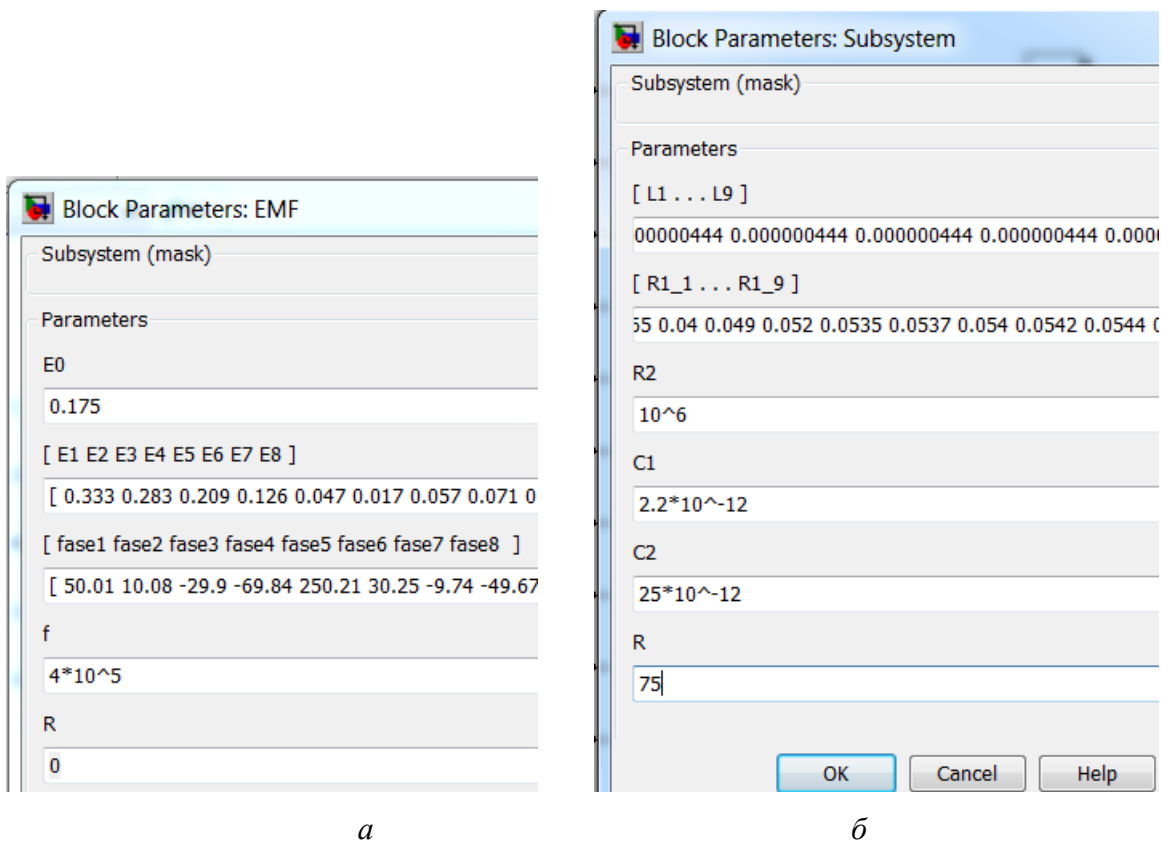 Block Parameters: EMF
Subsystem (mask)
Parameters
E0
0.175
[ E1 E2 E3 E4 E5 E6 E7 E8 ]
[ 0.333 0.283 0.209 0.126 0.047 0.017 0.057 0.071 0
[ fase1 fase2 fase3 fase4 fase5 fase6 fase7 fase8 ]
[ 50.01 10.08 -29.9 -69.84 250.21 30.25 -9.74 -49.67
f
4*10^5
R
0
а
Block Parameters: Subsystem
Subsystem (mask)
Parameters
[ L1 . . . L9 ]
00000444 0.000000444 0.000000444 0.000000444 0.000
[ R1_1 . . . R1_9 ]
55 0.04 0.049 0.052 0.0535 0.0537 0.054 0.0542 0.0544 0
R2
10^6
C1
2.2*10^-12
C2
25*10^-12
R
75
OK Cancel Help
б